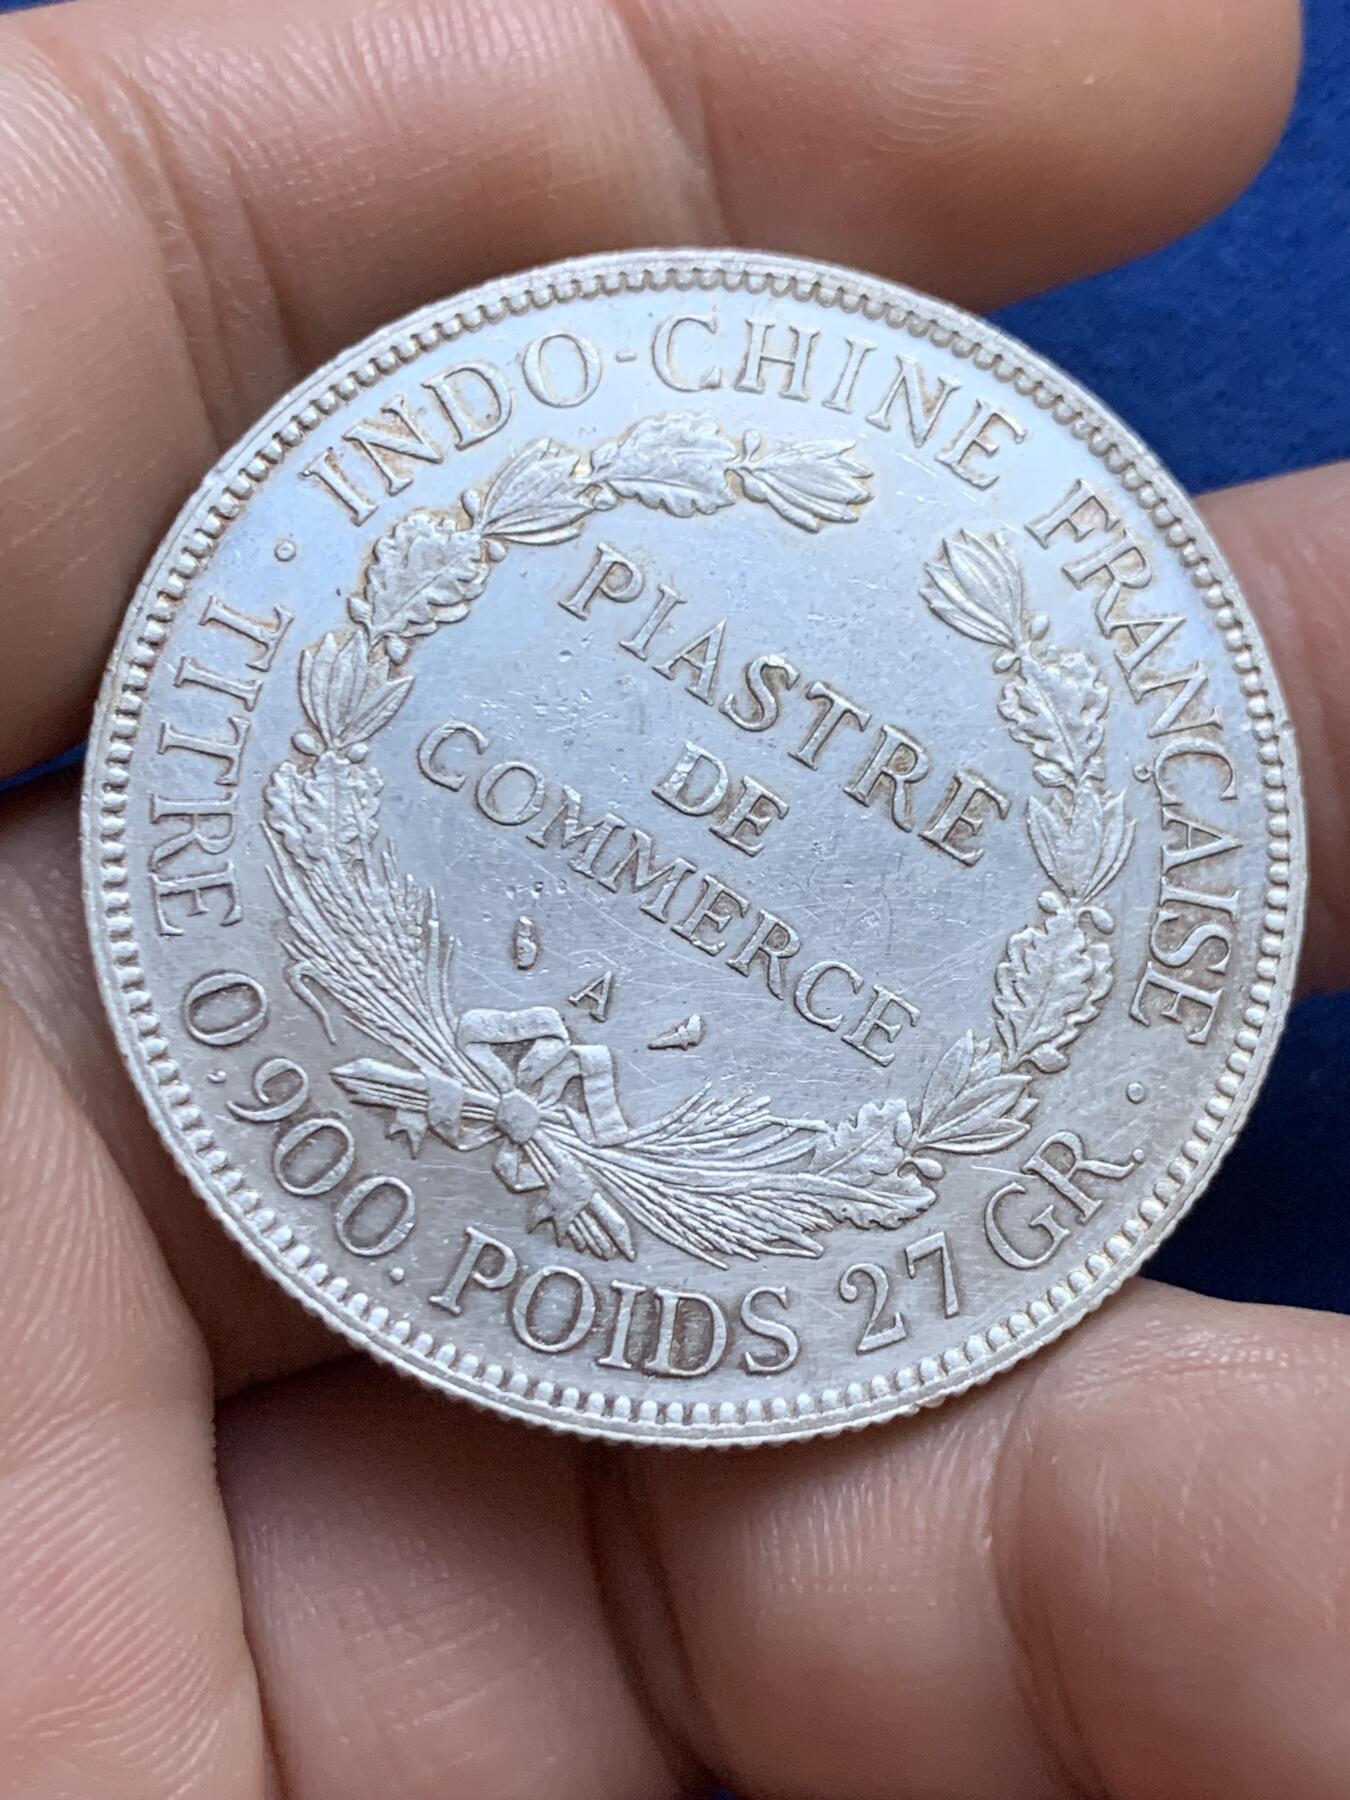 INDO-CHINE FRANÇAISE
PIASTRE
DE
COMMERCE
A
TITRE 0,900. POIDS 27 GR.